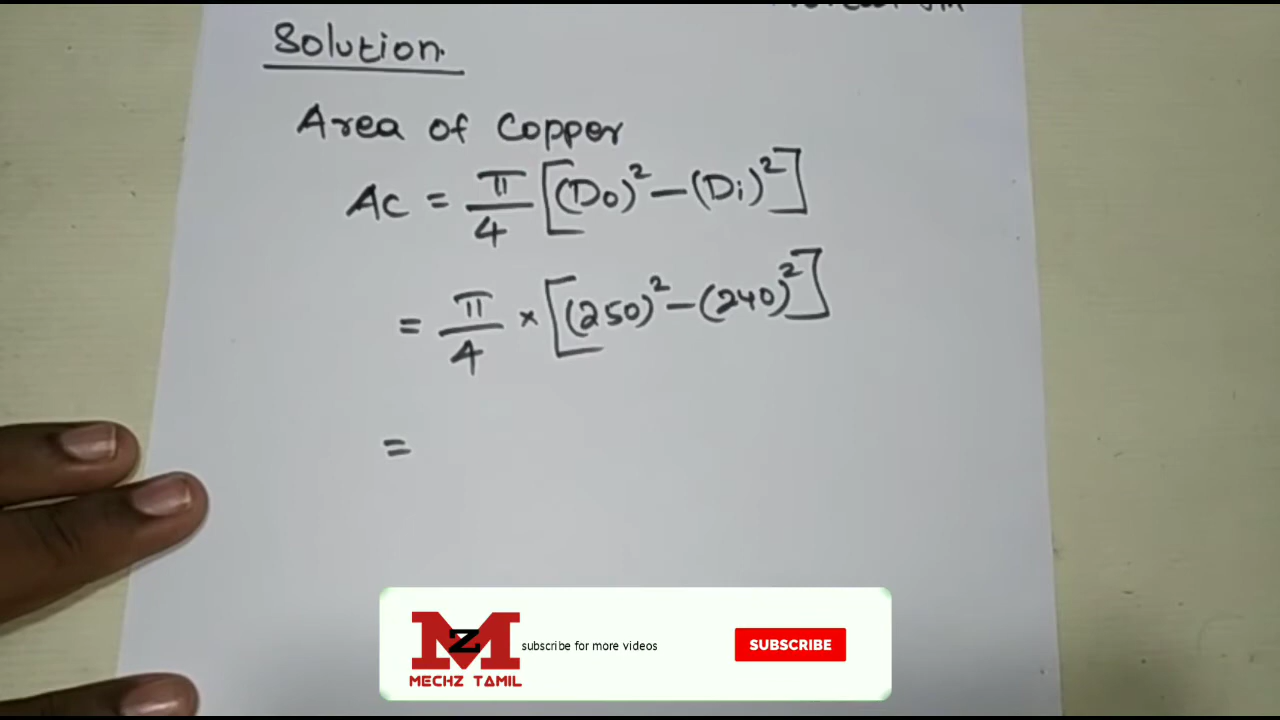 Solution.
Area of Copper
Ac = π/4 [(Do)² - (Di)²]
= π/4 × [(250)² - (240)²]
=
MZ
subscribe for more videos
SUBSCRIBE
MECHZ TAMIL